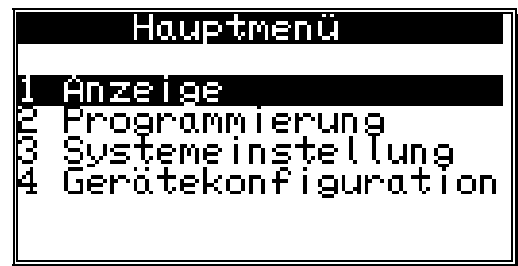 Hauptmenü
1 Anzeige
2 Programmierung
3 Systemeinstellung
4 Gerätekonfiguration